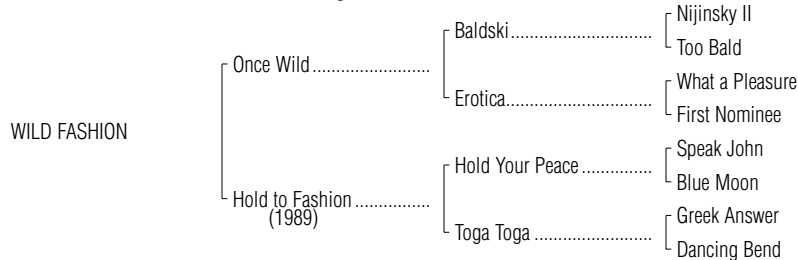 Nijinsky II
Baldski..............................
Too Bald
Once Wild.........................
What a Pleasure
Erotica...............................
First Nominee
WILD FASHION
Speak John
Hold Your Peace ...............
Blue Moon
Hold to Fashion ................
(1989)
Greek Answer
Toga Toga .........................
Dancing Bend